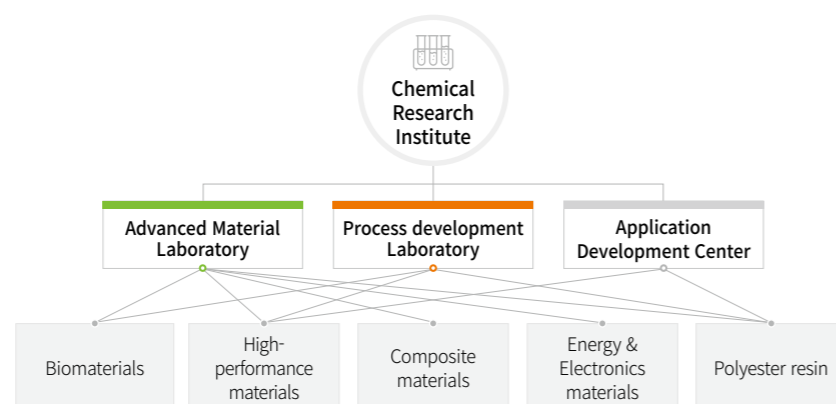 Chemical
Research
Institute
Advanced Material
Laboratory
Process development
Laboratory
Application
Development Center
Biomaterials
High-
performance
materials
Composite
materials
Energy &
Electronics
materials
Polyester resin